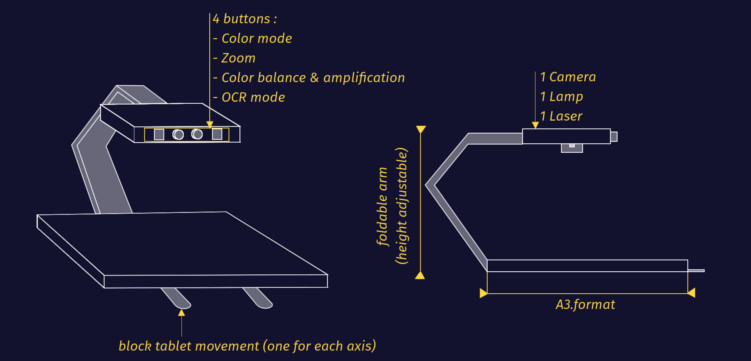 4 buttons :
- Color mode
- Zoom
- Color balance & amplification
- OCR mode
1 Camera
1 Lamp
1 Laser
foldable arm
(height adjustable)
A3.format
block tablet movement (one for each axis)